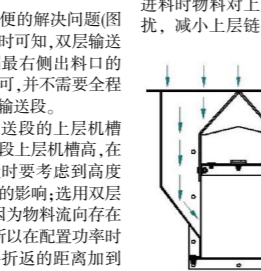 便的解决问题(图
时可知,双层输送
最右侧出料口的
可,并不需要全程
输送段。
送段的上层机槽
段上层机槽高,在
时要考虑到高度
的影响;选用双层
因为物料流向存在
所以在配置功率时
折返的距离加到
进料时物料对上
扰，减小上层链